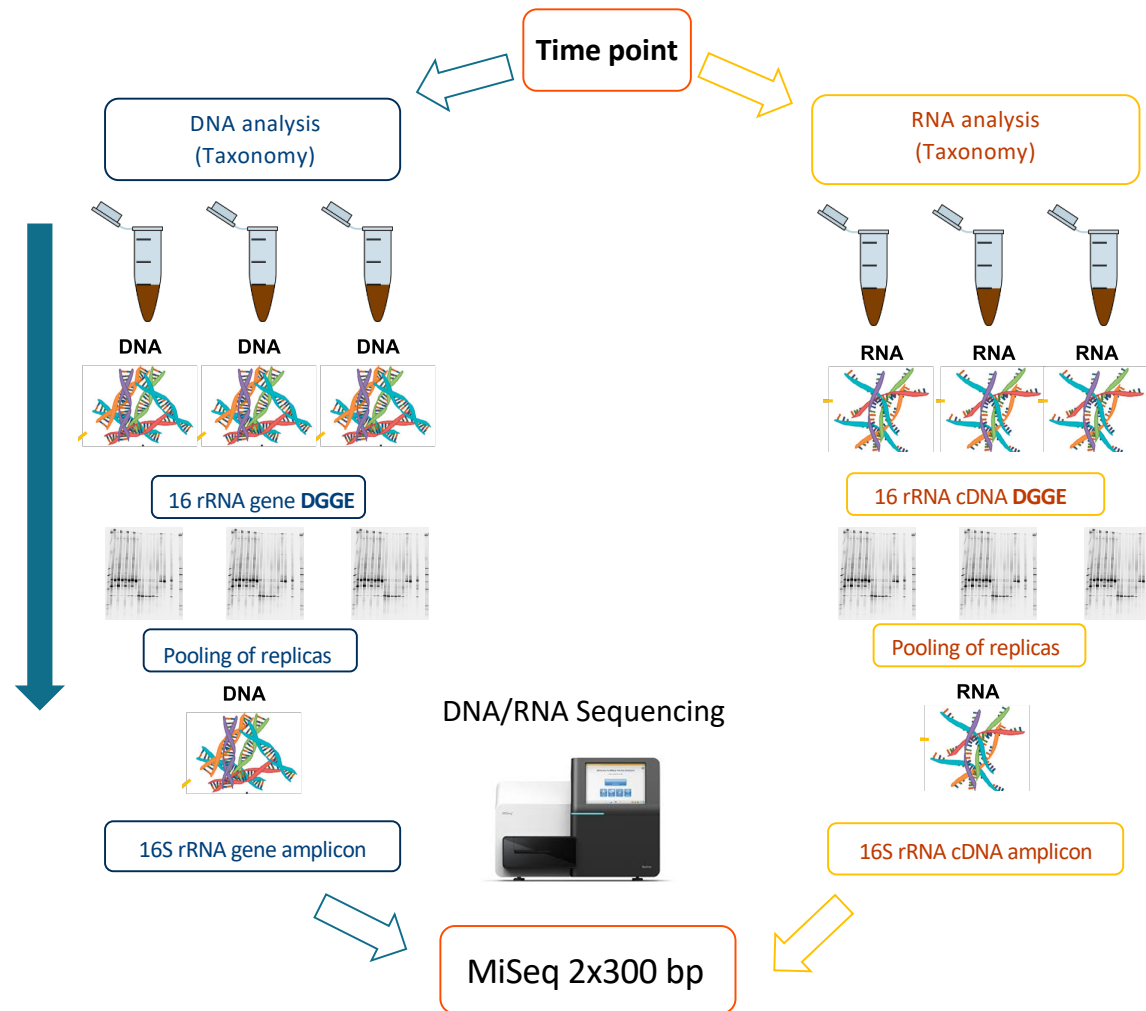 Time point
DNA analysis
(Taxonomy)
RNA analysis
(Taxonomy)
DNA DNA DNA
RNA RNA RNA
16 rRNA gene DGGE
16 rRNA cDNA DGGE
Pooling of replicas
Pooling of replicas
DNA
RNA
DNA/RNA Sequencing
16S rRNA gene amplicon
16S rRNA cDNA amplicon
MiSeq 2x300 bp